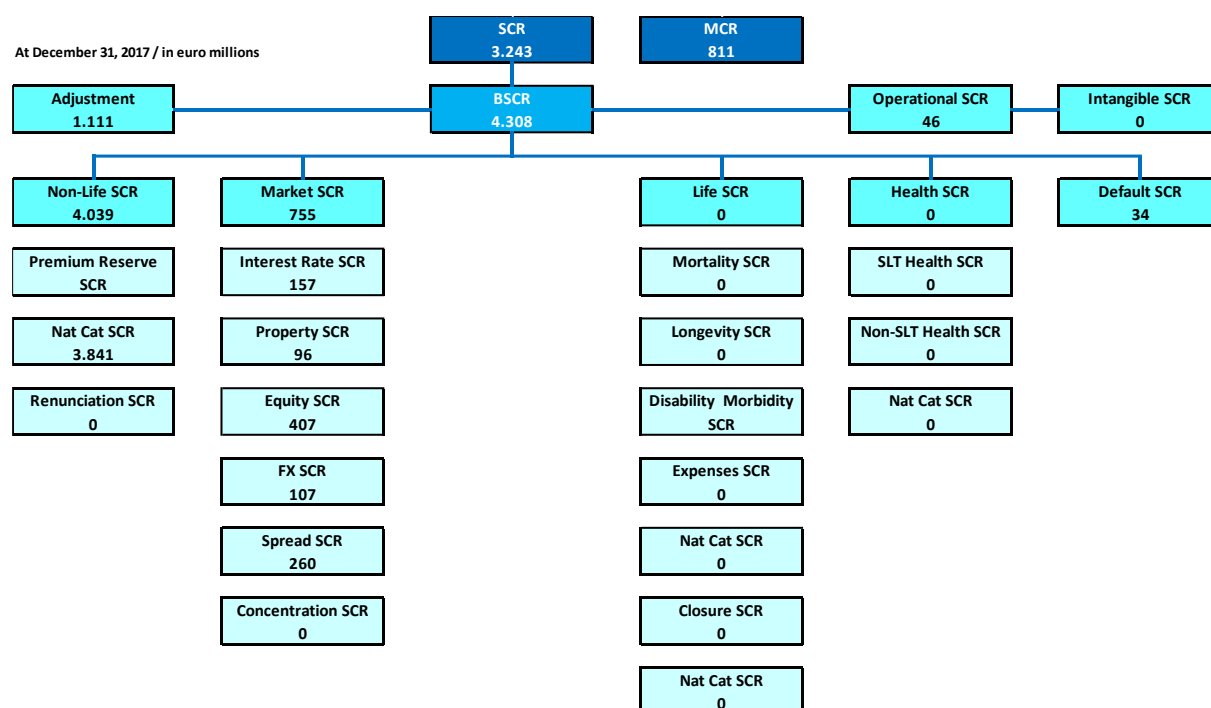 SCR
3.243
MCR
811
At December 31, 2017 / in euro millions
Adjustment
1.111
BSCR
4.308
Operational SCR
46
Intangible SCR
0
Non-Life SCR
4.039
Market SCR
755
Life SCR
0
Health SCR
0
Default SCR
34
Premium Reserve
SCR
Interest Rate SCR
157
Mortality SCR
0
SLT Health SCR
0
Nat Cat SCR
3.841
Property SCR
96
Longevity SCR
0
Non-SLT Health SCR
0
Renunciation SCR
0
Equity SCR
407
Disability Morbidity
SCR
Nat Cat SCR
0
FX SCR
107
Expenses SCR
0
Spread SCR
260
Nat Cat SCR
0
Concentration SCR
0
Closure SCR
0
Nat Cat SCR
0